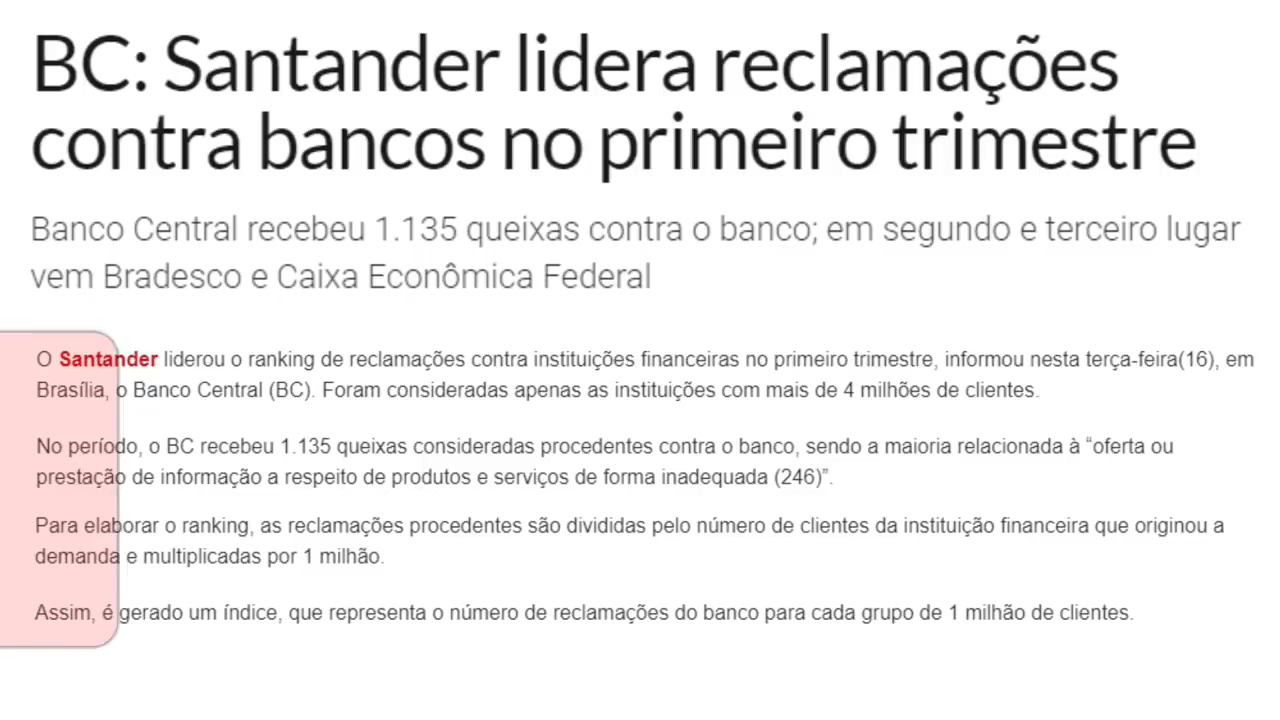 BC: Santander lidera reclamações
contra bancos no primeiro trimestre
Banco Central recebeu 1.135 queixas contra o banco; em segundo e terceiro lugar
vem Bradesco e Caixa Econômica Federal
O Santander liderou o ranking de reclamações contra instituições financeiras no primeiro trimestre, informou nesta terça-feira(16), em
Brasília, o Banco Central (BC). Foram consideradas apenas as instituições com mais de 4 milhões de clientes.
No período, o BC recebeu 1.135 queixas consideradas procedentes contra o banco, sendo a maioria relacionada à “oferta ou
prestação de informação a respeito de produtos e serviços de forma inadequada (246)”.
Para elaborar o ranking, as reclamações procedentes são divididas pelo número de clientes da instituição financeira que originou a
demanda e multiplicadas por 1 milhão.
Assim, é gerado um índice, que representa o número de reclamações do banco para cada grupo de 1 milhão de clientes.